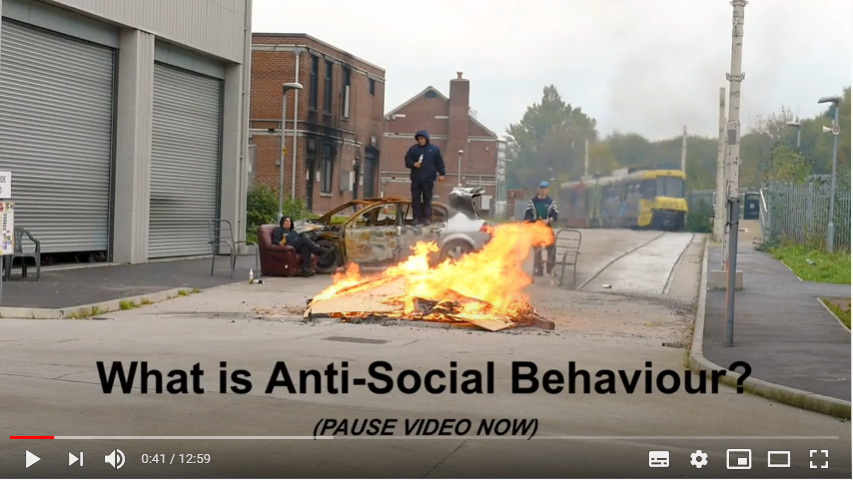 What is Anti-Social Behaviour?
(PAUSE VIDEO NOW)
0:41 / 12:59